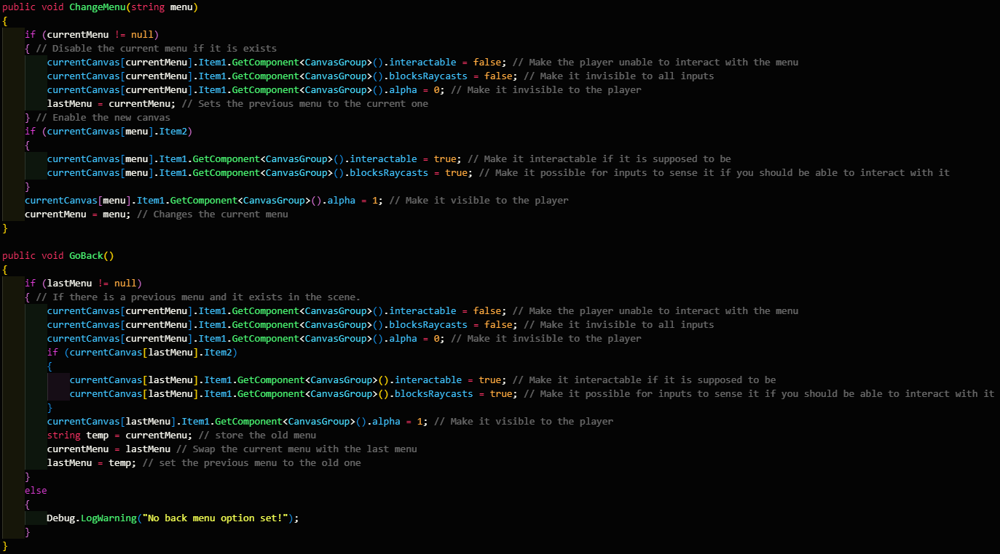 public void ChangeMenu(string menu)
{
    if (currentMenu != null)
    { // Disable the current menu if it is exists
        currentCanvas[currentMenu].Item1.GetComponent<CanvasGroup>().interactable = false; // Make the player unable to interact with the menu
        currentCanvas[currentMenu].Item1.GetComponent<CanvasGroup>().blocksRaycasts = false; // Make it invisible to all inputs
        currentCanvas[currentMenu].Item1.GetComponent<CanvasGroup>().alpha = 0; // Make it invisible to the player
        lastMenu = currentMenu; // Sets the previous menu to the current one
    } // Enable the new canvas
    if (currentCanvas[menu].Item2)
    {
        currentCanvas[menu].Item1.GetComponent<CanvasGroup>().interactable = true; // Make it interactable if it is supposed to be
        currentCanvas[menu].Item1.GetComponent<CanvasGroup>().blocksRaycasts = true; // Make it possible for inputs to sense it if you should be able to interact with it
    }
    currentCanvas[menu].Item1.GetComponent<CanvasGroup>().alpha = 1; // Make it visible to the player
    currentMenu = menu; // Changes the current menu
}

public void GoBack()
{
    if (lastMenu != null)
    { // If there is a previous menu and it exists in the scene.
        currentCanvas[currentMenu].Item1.GetComponent<CanvasGroup>().interactable = false; // Make the player unable to interact with the menu
        currentCanvas[currentMenu].Item1.GetComponent<CanvasGroup>().blocksRaycasts = false; // Make it invisible to all inputs
        currentCanvas[currentMenu].Item1.GetComponent<CanvasGroup>().alpha = 0; // Make it invisible to the player
        if (currentCanvas[lastMenu].Item2)
        {
            currentCanvas[lastMenu].Item1.GetComponent<CanvasGroup>().interactable = true; // Make it interactable if it is supposed to be
            currentCanvas[lastMenu].Item1.GetComponent<CanvasGroup>().blocksRaycasts = true; // Make it possible for inputs to sense it if you should be able to interact with it
        }
        currentCanvas[lastMenu].Item1.GetComponent<CanvasGroup>().alpha = 1; // Make it visible to the player
        string temp = currentMenu; // store the old menu
        currentMenu = lastMenu // Swap the current menu with the last menu
        lastMenu = temp; // set the previous menu to the old one
    }
    else
    {
        Debug.LogWarning("No back menu option set!");
    }
}